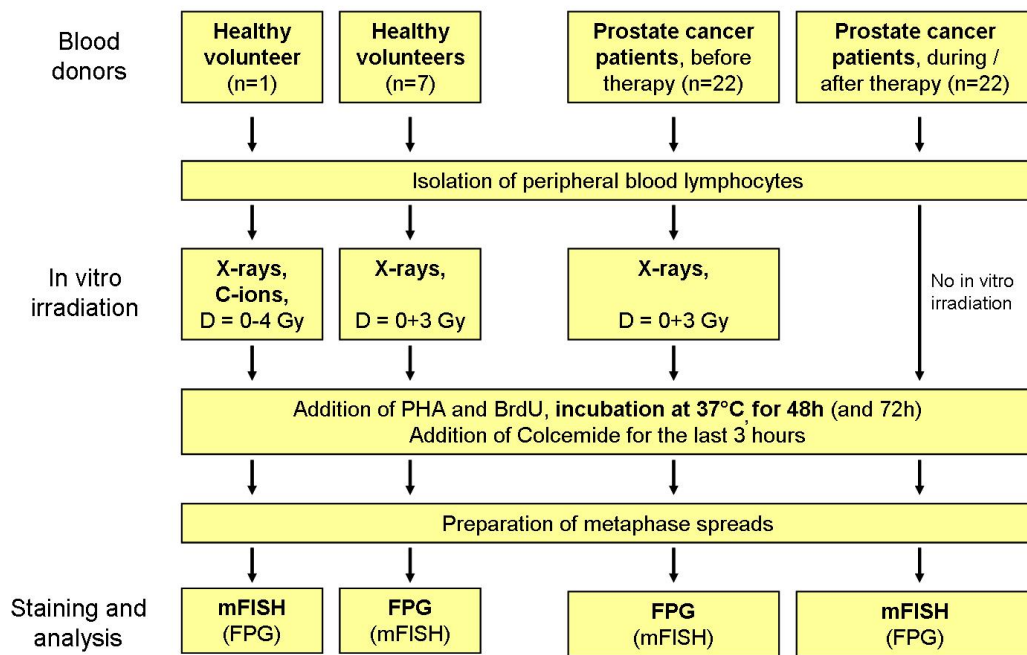 Blood
donors
Healthy
volunteer
(n=1)
Healthy
volunteers
(n=7)
Prostate cancer
patients, before
therapy (n=22)
Prostate cancer
patients, during /
after therapy (n=22)
Isolation of peripheral blood lymphocytes
In vitro
irradiation
X-rays,
C-ions,
D = 0-4 Gy
X-rays,
D = 0+3 Gy
X-rays,
D = 0+3 Gy
No in vitro
irradiation
Addition of PHA and BrdU, incubation at 37°C, for 48h (and 72h)
Addition of Colcemide for the last 3 hours
Preparation of metaphase spreads
Staining and
analysis
mFISH
(FPG)
FPG
(mFISH)
FPG
(mFISH)
mFISH
(FPG)